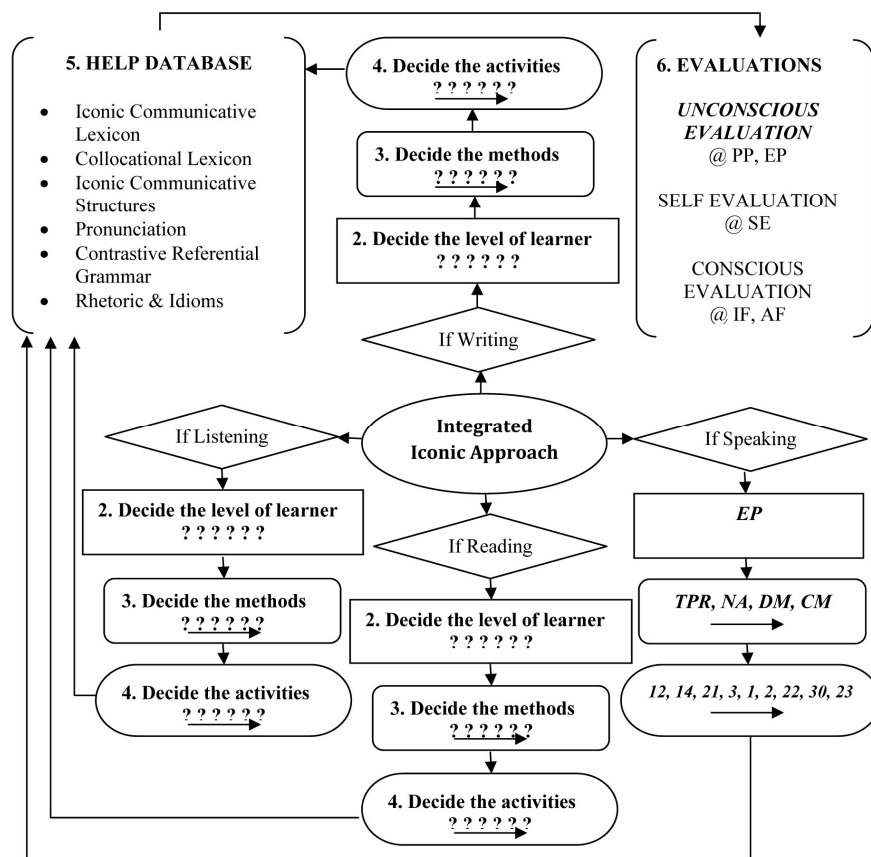 5. HELP DATABASE
• Iconic Communicative
Lexicon
• Collocational Lexicon
• Iconic Communicative
Structures
• Pronunciation
• Contrastive Referential
Grammar
• Rhetoric & Idioms
4. Decide the activities
? ? ? ? ? ?
3. Decide the methods
? ? ? ? ? ?
2. Decide the level of learner
? ? ? ? ? ?
If Writing
6. EVALUATIONS
UNCONSCIOUS
EVALUATION
@ PP, EP
SELF EVALUATION
@ SE
CONSCIOUS
EVALUATION
@ IF, AF
Integrated
Iconic Approach
If Listening
2. Decide the level of learner
? ? ? ? ? ?
3. Decide the methods
? ? ? ? ? ?
4. Decide the activities
? ? ? ? ? ?
If Reading
2. Decide the level of learner
? ? ? ? ? ?
3. Decide the methods
? ? ? ? ? ?
4. Decide the activities
? ? ? ? ? ?
If Speaking
EP
TPR, NA, DM, CM
12, 14, 21, 3, 1, 2, 22, 30, 23